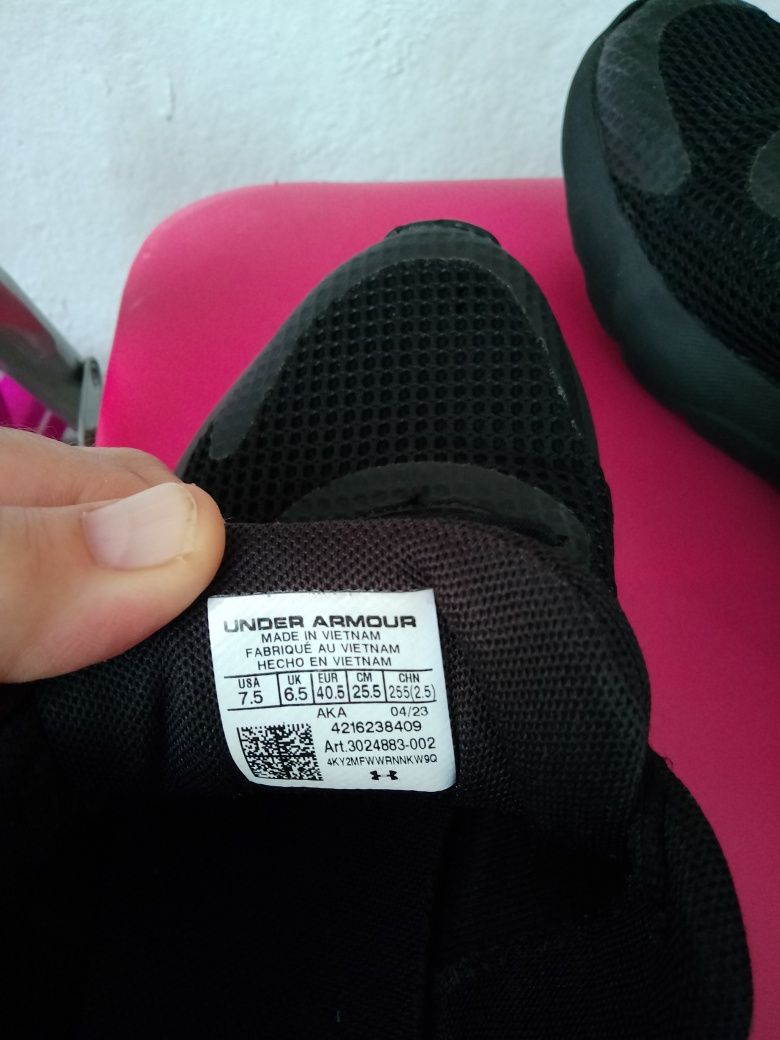 UNDER ARMOUR
MADE IN VIETNAM
FABRIQUÉ AU VIETNAM
HECHO EN VIETNAM
USA UK EUR CM CHN
7.5 6.5 40.5 25.5 255(2.5)
AKA 04/23
4216238409
Art.3024883-002
4KY2MFWWRNNKW9Q